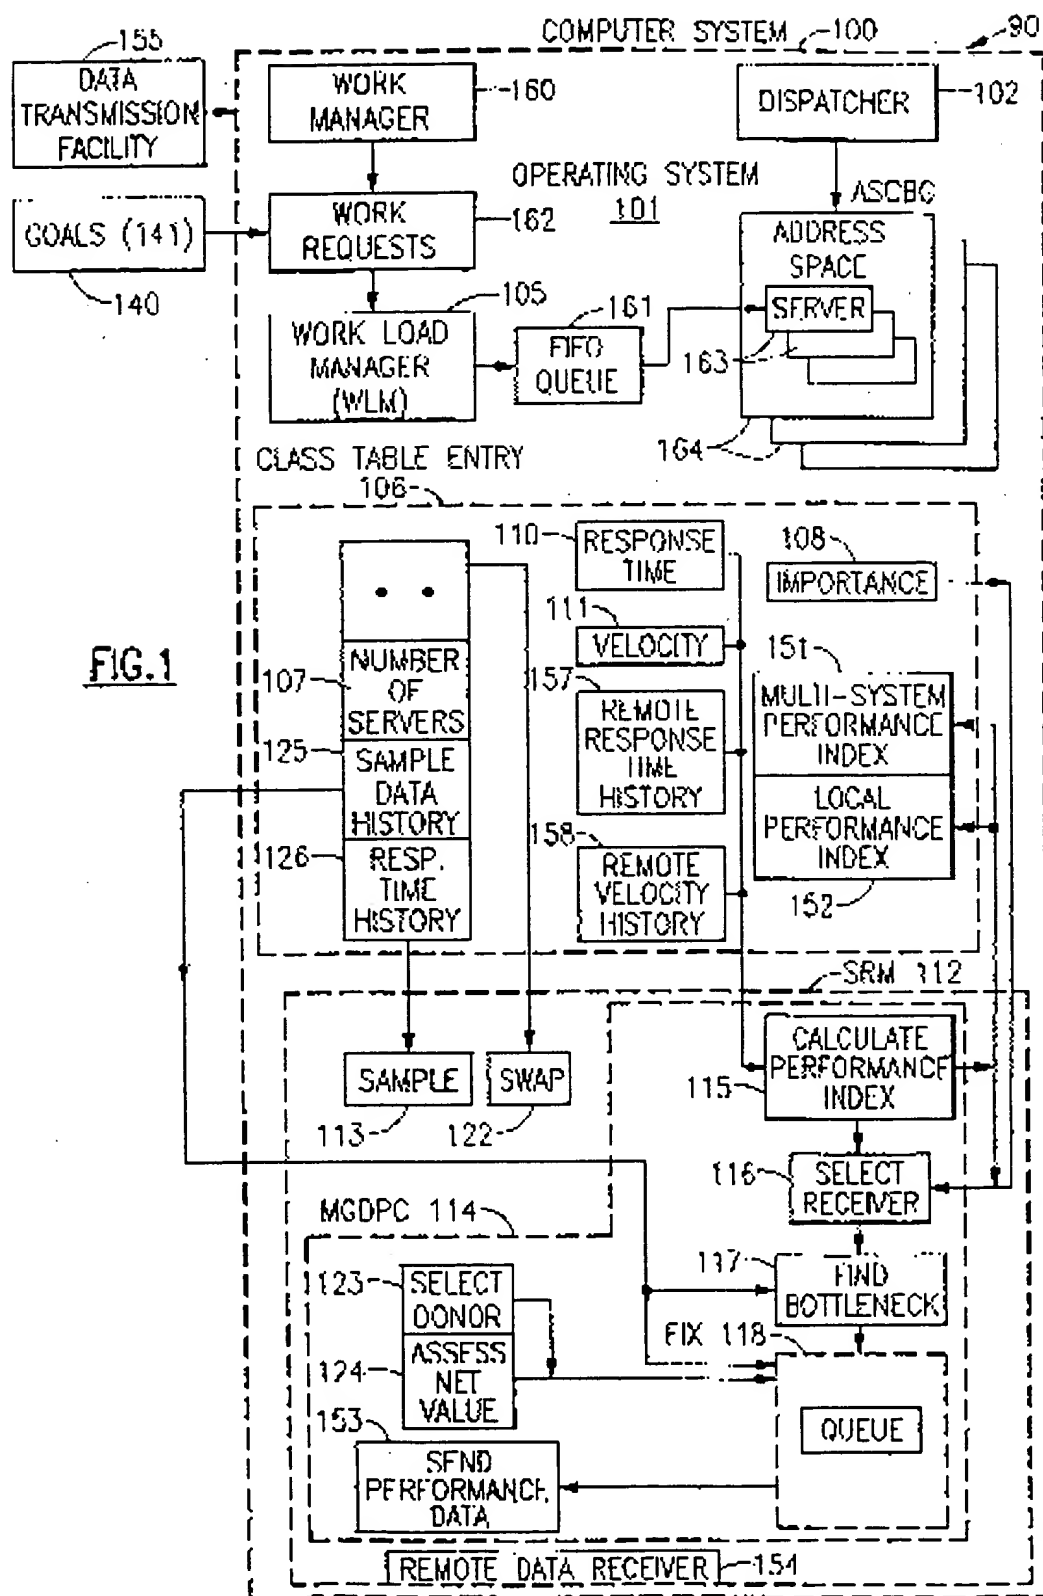 COMPUTER SYSTEM 100 90
155
DATA
TRANSMISSION
FACILITY
WORK
MANAGER
160
DISPATCHER
102
OPERATING SYSTEM
101
GOALS (141)
140
WORK
REQUESTS
162
ASCBG
ADDRESS
SPACE
SERVER
163
164
105
WORK LOAD
MANAGER
(WLM)
161
FIFO
QUEUE
CLASS TABLE ENTRY
106
110
RESPONSE
TIME
108
IMPORTANCE
111
VELOCITY
FIG.1
107
NUMBER
OF
SERVERS
125
SAMPLE
DATA
HISTORY
126
RESP.
TIME
HISTORY
157
REMOTE
RESPONSE
TIME
HISTORY
151
MULTI-SYSTEM
PERFORMANCE
INDEX
LOCAL
PERFORMANCE
INDEX
152
158
REMOTE
VELOCITY
HISTORY
SRM 112
SAMPLE
113
SWAP
122
CALCULATE
PERFORMANCE
INDEX
115
116
SELECT
RECEIVER
MGDPC 114
117
FIND
BOTTLENECK
123
SELECT
DONOR
124
ASSESS
NET
VALUE
FIX 118
QUEUE
153
SEND
PERFORMANCE
DATA
REMOTE DATA RECEIVER
154